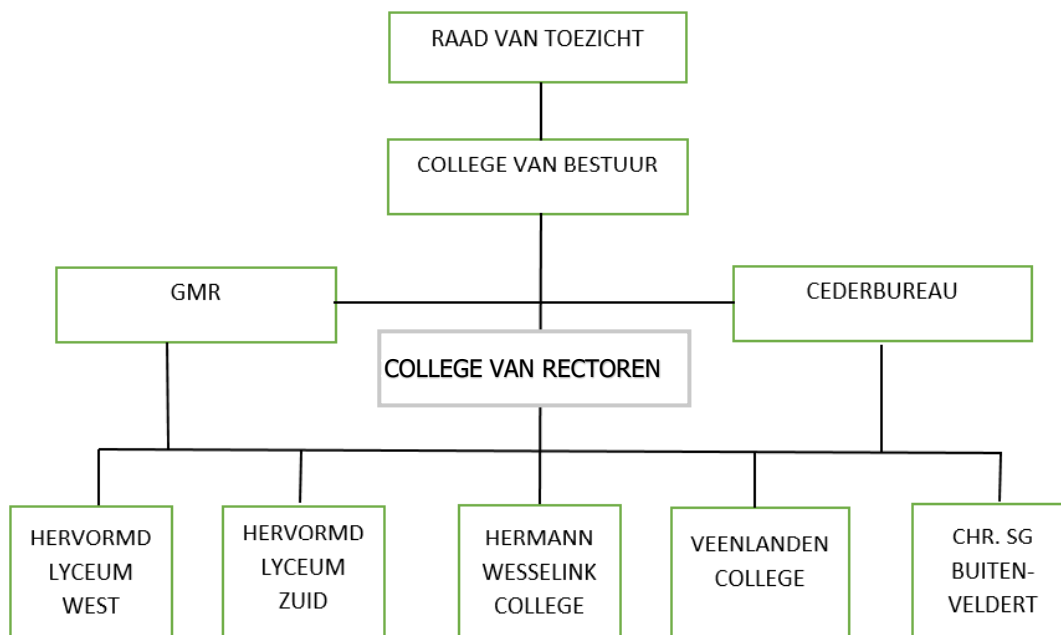 RAAD VAN TOEZICHT
COLLEGE VAN BESTUUR
GMR
CEDERBUREAU
COLLEGE VAN RECTOREN
HERVORMD
LYCEUM
WEST
HERVORMD
LYCEUM
ZUID
HERMANN
WESSELINK
COLLEGE
VEENLANDEN
COLLEGE
CHR. SG
BUITEN-
VELDERT